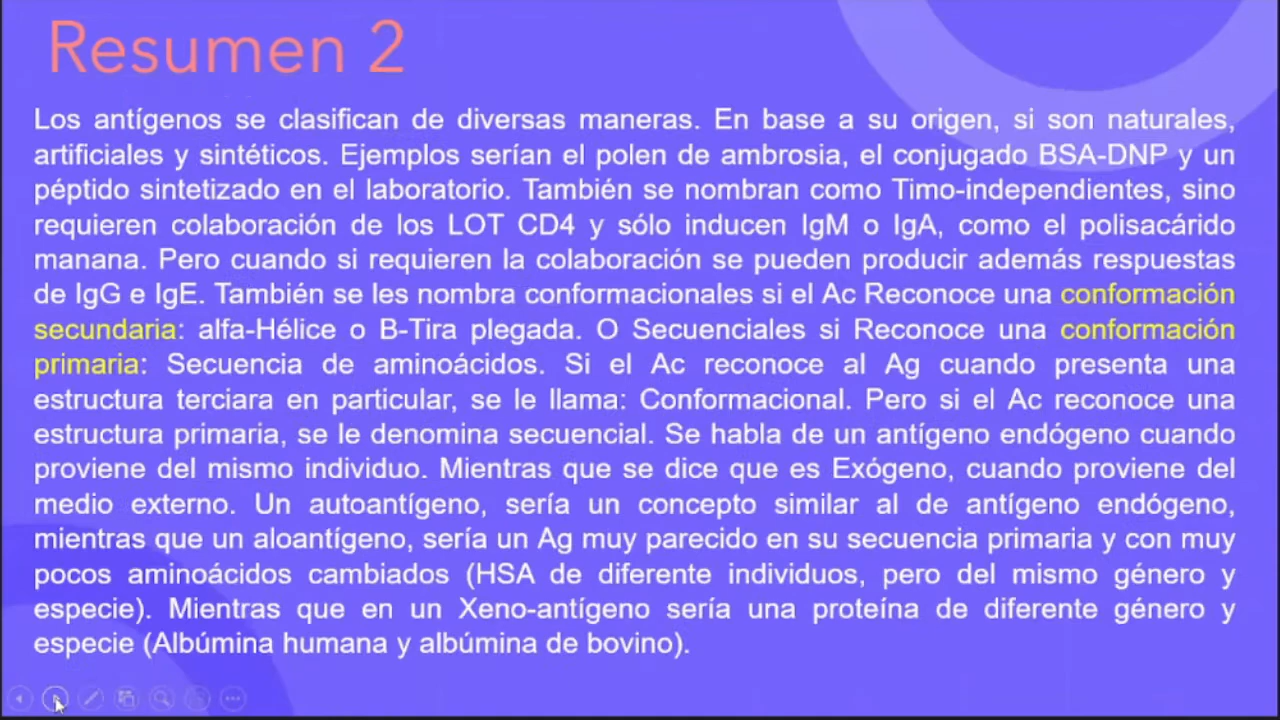 Resumen 2
Los antígenos se clasifican de diversas maneras. En base a su origen, si son naturales,
artificiales y sintéticos. Ejemplos serían el polen de ambrosia, el conjugado BSA-DNP y un
péptido sintetizado en el laboratorio. También se nombran como Timo-independientes, sino
requieren colaboración de los LOT CD4 y sólo inducen IgM o IgA, como el polisacárido
manana. Pero cuando si requieren la colaboración se pueden producir además respuestas
de IgG e IgE. También se les nombra conformacionales si el Ac Reconoce una conformación
secundaria: alfa-Hélice o B-Tira plegada. O Secuenciales si Reconoce una conformación
primaria: Secuencia de aminoácidos. Si el Ac reconoce al Ag cuando presenta una
estructura terciara en particular, se le llama: Conformacional. Pero si el Ac reconoce una
estructura primaria, se le denomina secuencial. Se habla de un antígeno endógeno cuando
proviene del mismo individuo. Mientras que se dice que es Exógeno, cuando proviene del
medio externo. Un autoantígeno, sería un concepto similar al de antígeno endógeno,
mientras que un aloantígeno, sería un Ag muy parecido en su secuencia primaria y con muy
pocos aminoácidos cambiados (HSA de diferente individuos, pero del mismo género y
especie). Mientras que en un Xeno-antígeno sería una proteína de diferente género y
especie (Albúmina humana y albúmina de bovino).